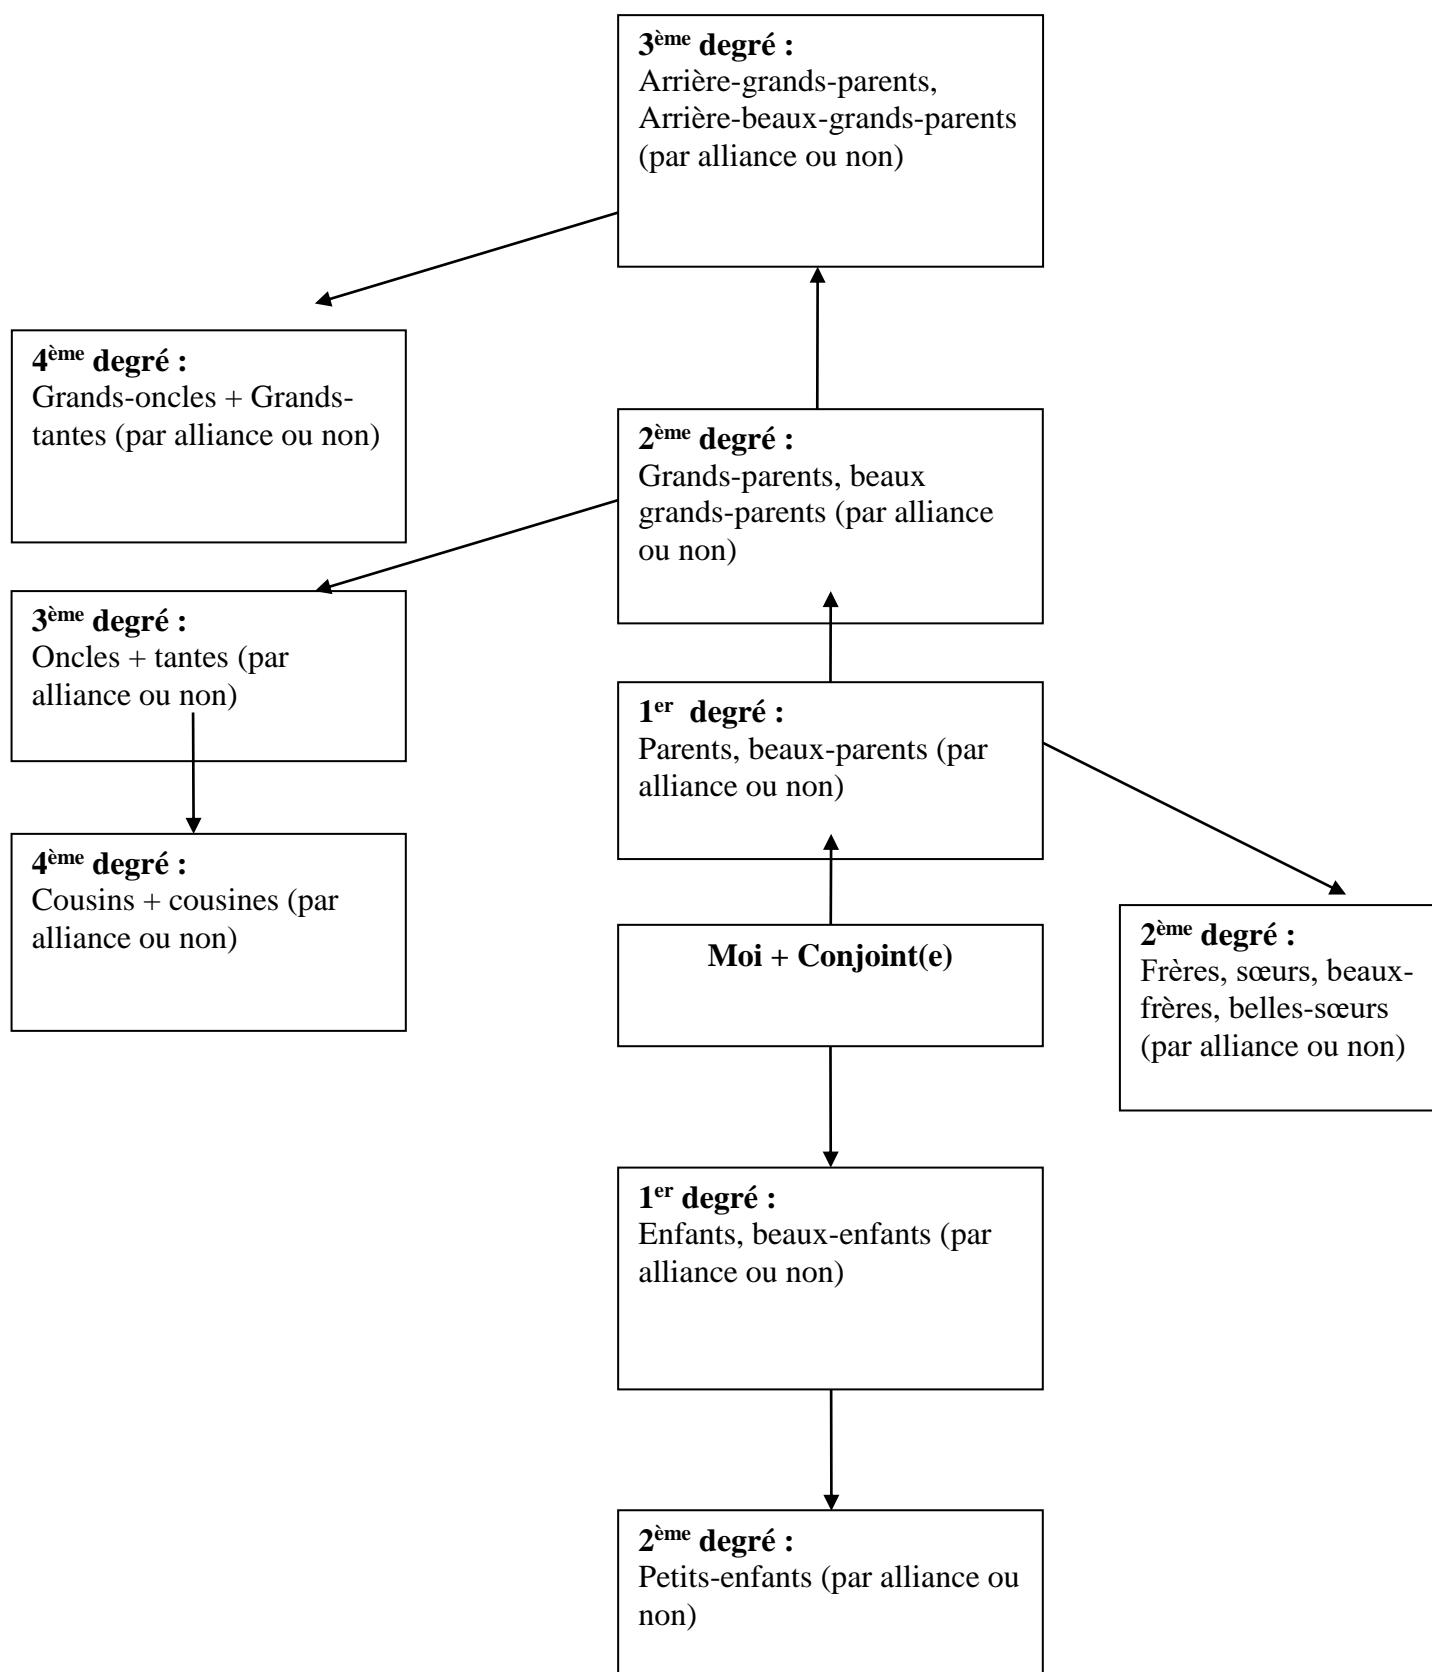 3ème degré :
Arrière-grands-parents,
Arrière-beaux-grands-parents
(par alliance ou non)
4ème degré :
Grands-oncles + Grands-
tantes (par alliance ou non)
2ème degré :
Grands-parents, beaux
grands-parents (par alliance
ou non)
3ème degré :
Oncles + tantes (par
alliance ou non)
1er degré :
Parents, beaux-parents (par
alliance ou non)
4ème degré :
Cousins + cousines (par
alliance ou non)
Moi + Conjoint(e)
2ème degré :
Frères, sœurs, beaux-
frères, belles-sœurs
(par alliance ou non)
1er degré :
Enfants, beaux-enfants (par
alliance ou non)
2ème degré :
Petits-enfants (par alliance ou
non)